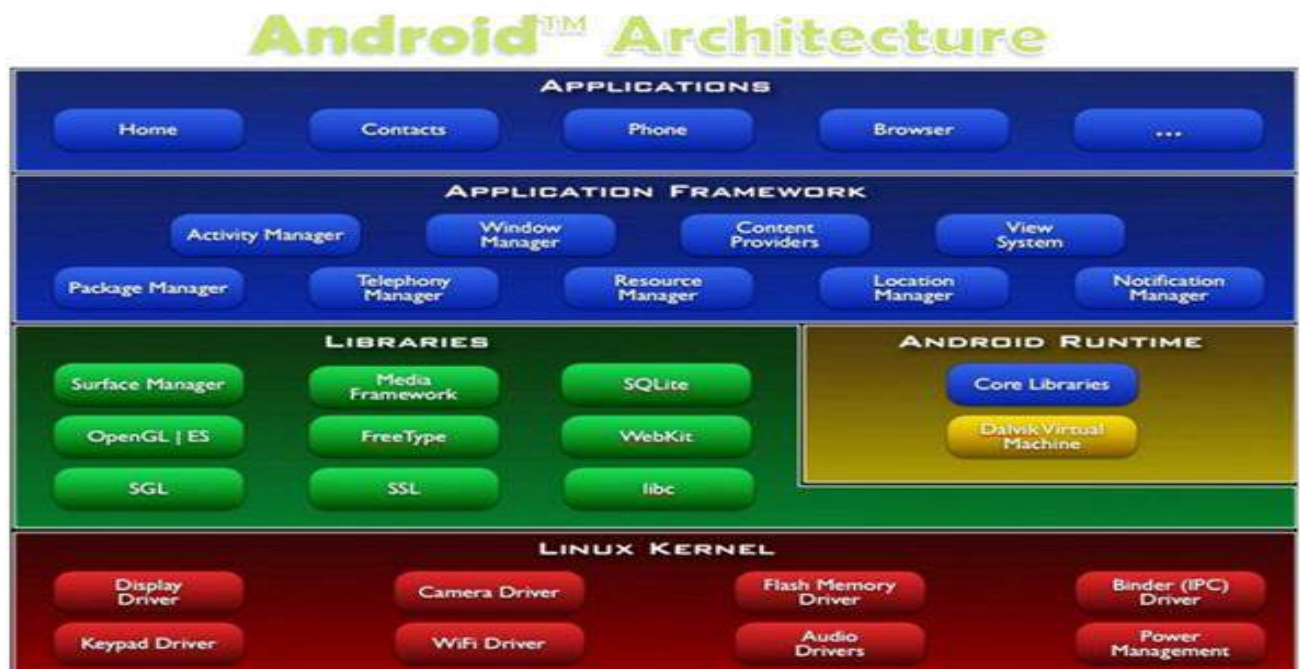 Android™ Architecture
APPLICATIONS
Home Contacts Phone Browser ...
APPLICATION FRAMEWORK
Activity Manager
Window
Manager
Content
Providers
View
System
Package Manager
Telephony
Manager
Resource
Manager
Location
Manager
Notification
Manager
LIBRARIES
Surface Manager
Media
Framework
SQLite
OpenGL | ES FreeType WebKit
SGL SSL libc
ANDROID RUNTIME
Core Libraries
Dalvik Virtual
Machine
LINUX KERNEL
Display
Driver
Camera Driver
Flash Memory
Driver
Binder (IPC)
Driver
Keypad Driver
WiFi Driver
Audio
Drivers
Power
Management